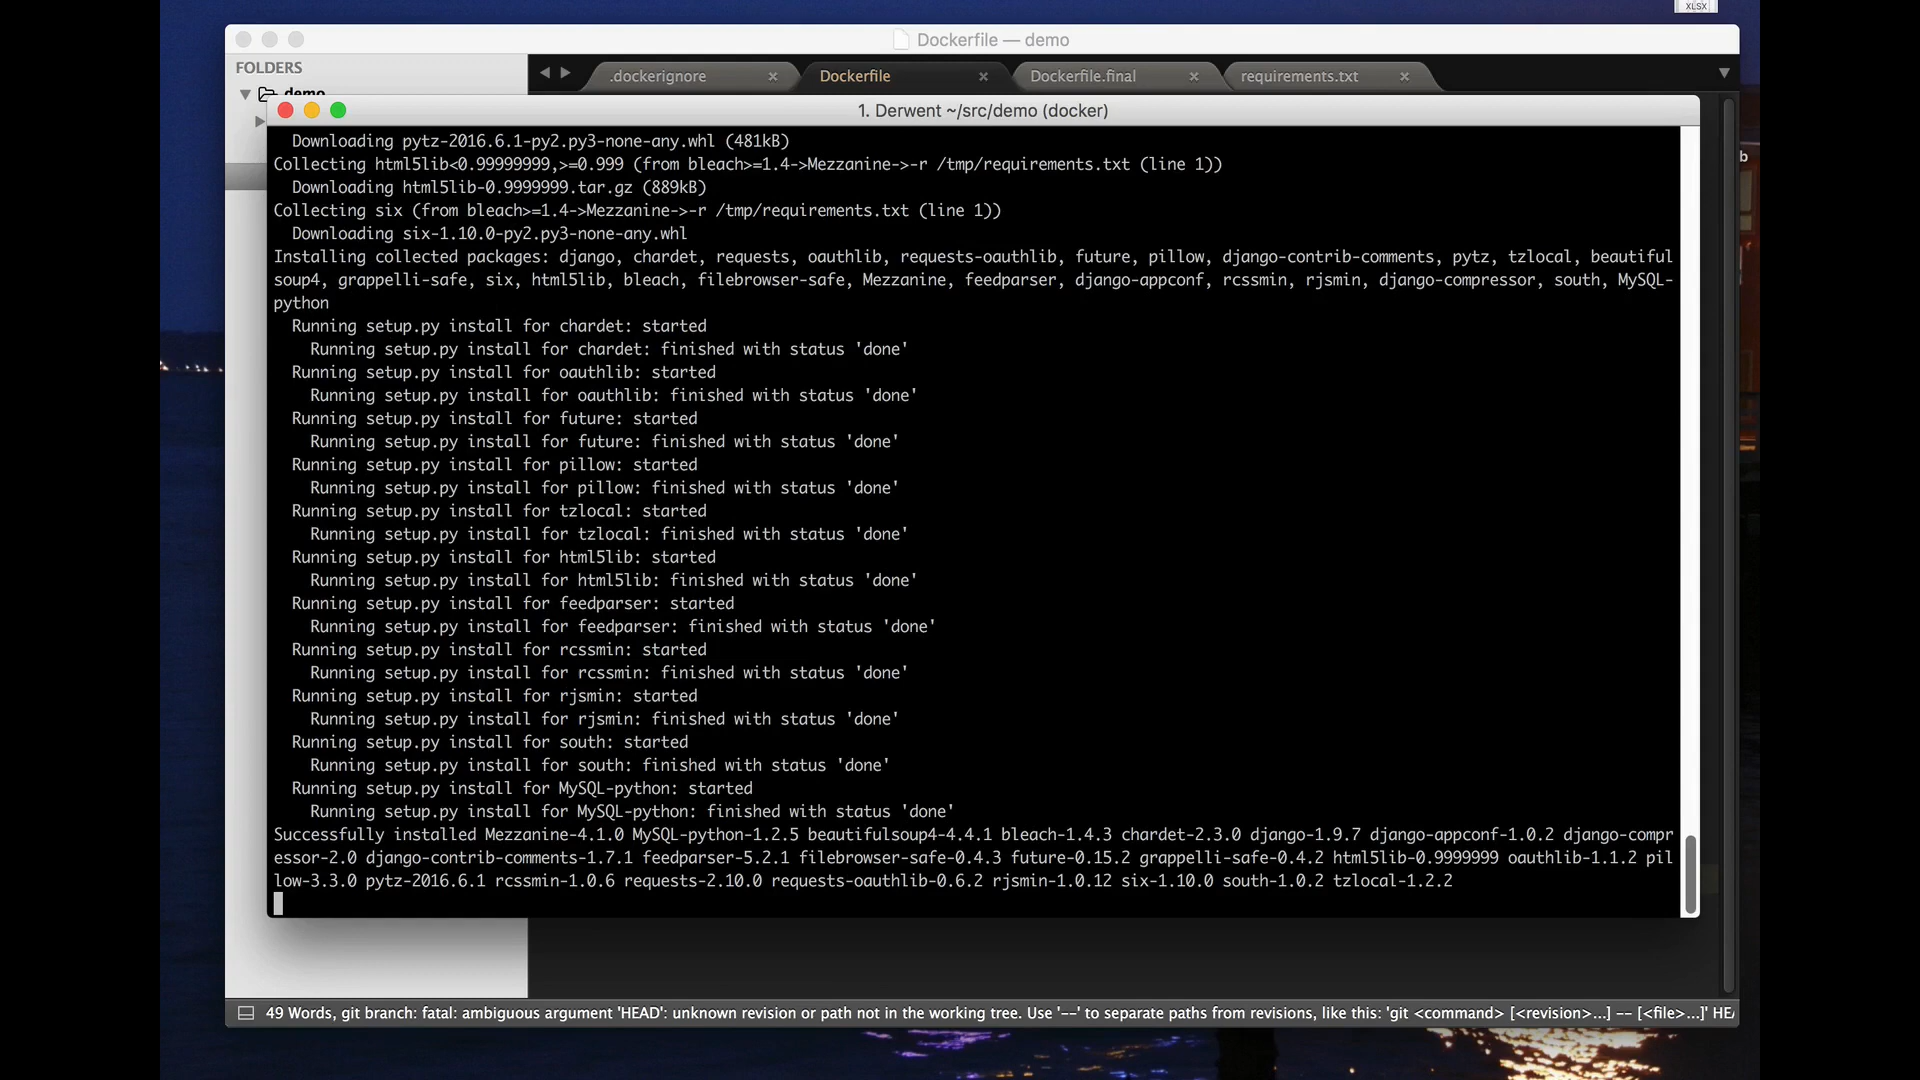 XLSX
Dockerfile — demo
FOLDERS
.dockerignore
Dockerfile
Dockerfile.final
requirements.txt
demo
1. Derwent ~/src/demo (docker)
Downloading pytz-2016.6.1-py2.py3-none-any.whl (481kB)
Collecting html5lib<0.99999999,>=0.999 (from bleach>=1.4->Mezzanine->-r /tmp/requirements.txt (line 1))
Downloading html5lib-0.9999999.tar.gz (889kB)
Collecting six (from bleach>=1.4->Mezzanine->-r /tmp/requirements.txt (line 1))
Downloading six-1.10.0-py2.py3-none-any.whl
Installing collected packages: django, chardet, requests, oauthlib, requests-oauthlib, future, pillow, django-contrib-comments, pytz, tzlocal, beautiful
soup4, grappelli-safe, six, html5lib, bleach, filebrowser-safe, Mezzanine, feedparser, django-appconf, rcssmin, rjsmin, django-compressor, south, MySQL-
python
Running setup.py install for chardet: started
Running setup.py install for chardet: finished with status 'done'
Running setup.py install for oauthlib: started
Running setup.py install for oauthlib: finished with status 'done'
Running setup.py install for future: started
Running setup.py install for future: finished with status 'done'
Running setup.py install for pillow: started
Running setup.py install for pillow: finished with status 'done'
Running setup.py install for tzlocal: started
Running setup.py install for tzlocal: finished with status 'done'
Running setup.py install for html5lib: started
Running setup.py install for html5lib: finished with status 'done'
Running setup.py install for feedparser: started
Running setup.py install for feedparser: finished with status 'done'
Running setup.py install for rcssmin: started
Running setup.py install for rcssmin: finished with status 'done'
Running setup.py install for rjsmin: started
Running setup.py install for rjsmin: finished with status 'done'
Running setup.py install for south: started
Running setup.py install for south: finished with status 'done'
Running setup.py install for MySQL-python: started
Running setup.py install for MySQL-python: finished with status 'done'
Successfully installed Mezzanine-4.1.0 MySQL-python-1.2.5 beautifulsoup4-4.4.1 bleach-1.4.3 chardet-2.3.0 django-1.9.7 django-appconf-1.0.2 django-compr
essor-2.0 django-contrib-comments-1.7.1 feedparser-5.2.1 filebrowser-safe-0.4.3 future-0.15.2 grappelli-safe-0.4.2 html5lib-0.9999999 oauthlib-1.1.2 pil
low-3.3.0 pytz-2016.6.1 rcssmin-1.0.6 requests-2.10.0 requests-oauthlib-0.6.2 rjsmin-1.0.12 six-1.10.0 south-1.0.2 tzlocal-1.2.2
49 Words, git branch: fatal: ambiguous argument 'HEAD': unknown revision or path not in the working tree. Use '--' to separate paths from revisions, like this: 'git <command> [<revision>...] -- [<file>...]' HE